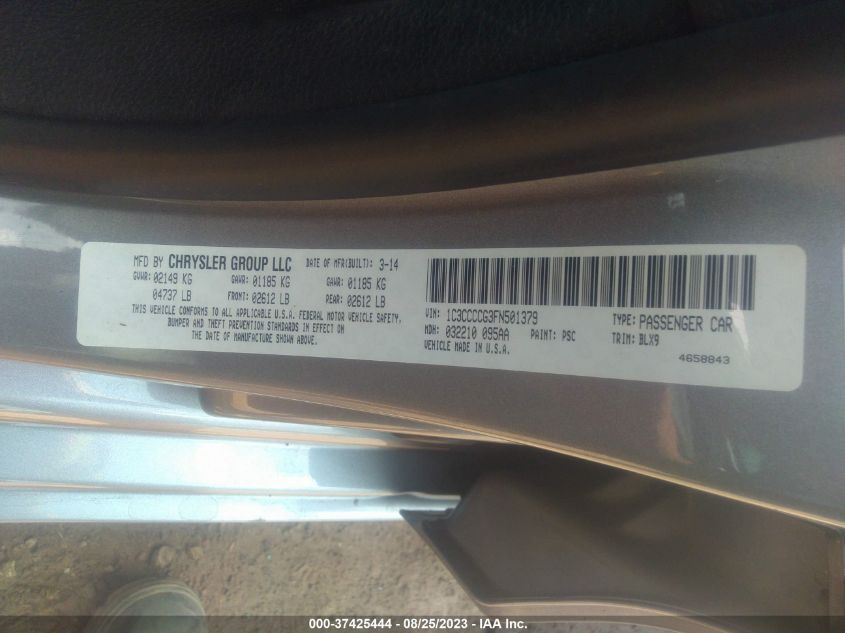 MFD BY CHRYSLER GROUP LLC DATE OF MFR(BUILT): 3-14
GVWR: 02149 KG GAWR: 01185 KG GAWR: 01185 KG
04737 LB FRONT: 02612 LB REAR: 02612 LB
THIS VEHICLE CONFORMS TO ALL APPLICABLE U.S.A. FEDERAL MOTOR VEHICLE SAFETY,
BUMPER AND THEFT PREVENTION STANDARDS IN EFFECT ON
THE DATE OF MANUFACTURE SHOWN ABOVE.
VIN: 1C3CCCCG3FN501379 TYPE: PASSENGER CAR
MDH: 032210 095AA PAINT: PSC TRIM: BLX9
VEHICLE MADE IN U.S.A. 4658843
000-37425444 - 08/25/2023 - IAA Inc.